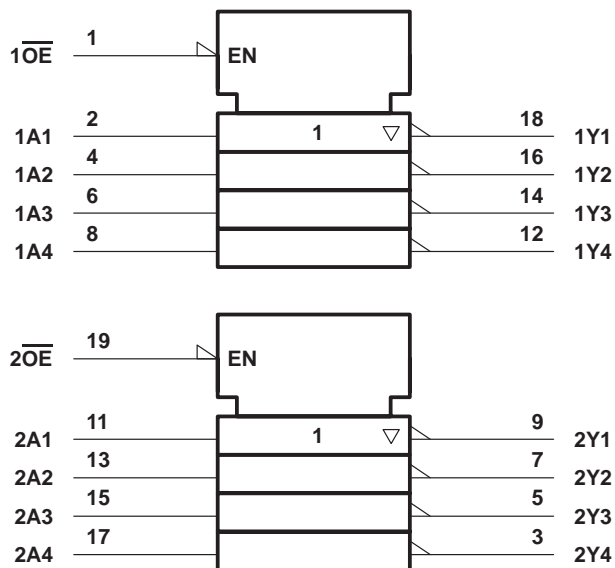 1O̅E̅ 1 EN
1A1 2 1 ▽ 18 1Y1
1A2 4 16 1Y2
1A3 6 14 1Y3
1A4 8 12 1Y4
2O̅E̅ 19 EN
2A1 11 1 ▽ 9 2Y1
2A2 13 7 2Y2
2A3 15 5 2Y3
2A4 17 3 2Y4